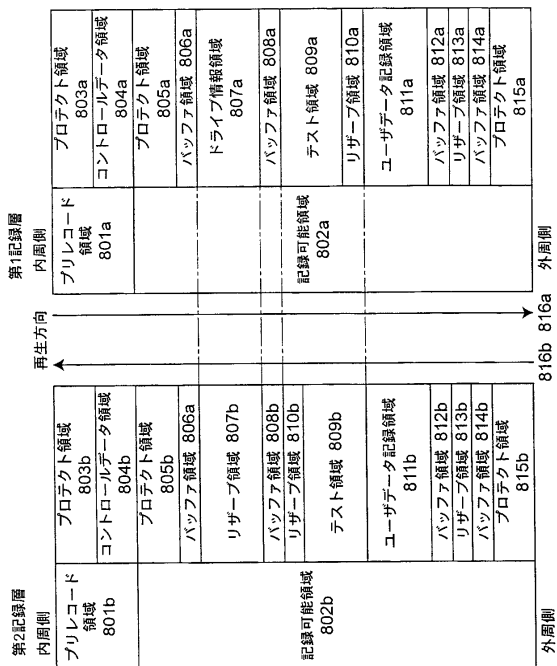 第1記録層
内周側
プリレコード
領域
801a
記録可能領域
802a
外周側
プロテクト領域
803a
コントロールデータ領域
804a
プロテクト領域
805a
バッファ領域 806a
ドライブ情報領域
807a
バッファ領域 808a
テスト領域 809a
リザーブ領域 810a
ユーザデータ記録領域
811a
バッファ領域 812a
リザーブ領域 813a
バッファ領域 814a
プロテクト領域
815a
再生方向
816b 816a
第2記録層
内周側
プリレコード
領域
801b
記録可能領域
802b
外周側
プロテクト領域
803b
コントロールデータ領域
804b
プロテクト領域
805b
バッファ領域 806a
リザーブ領域 807b
バッファ領域 808b
リザーブ領域 810b
テスト領域 809b
ユーザデータ記録領域
811b
バッファ領域 812b
リザーブ領域 813b
バッファ領域 814b
プロテクト領域
815b